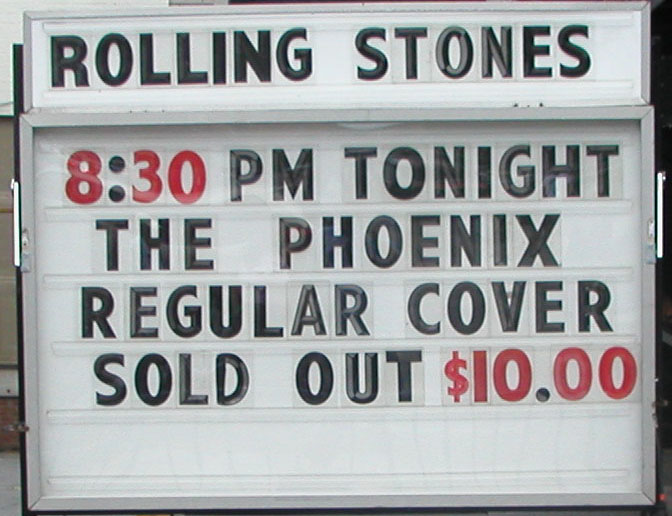 ROLLING STONES
8:30 PM TONIGHT
THE PHOENIX
REGULAR COVER
SOLD OUT $10.00